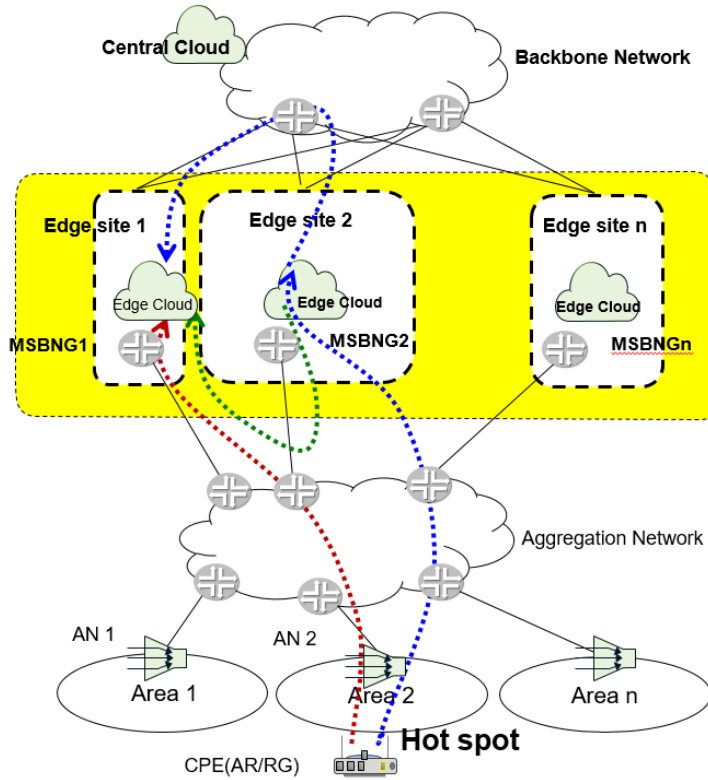 Central Cloud
Backbone Network
Edge site 1
Edge site 2
Edge site n
Edge Cloud
Edge Cloud
Edge Cloud
MSBNG1
MSBNG2
MSBNGn
Aggregation Network
AN 1
AN 2
Area 1
Area 2
Area n
Hot spot
CPE(AR/RG)